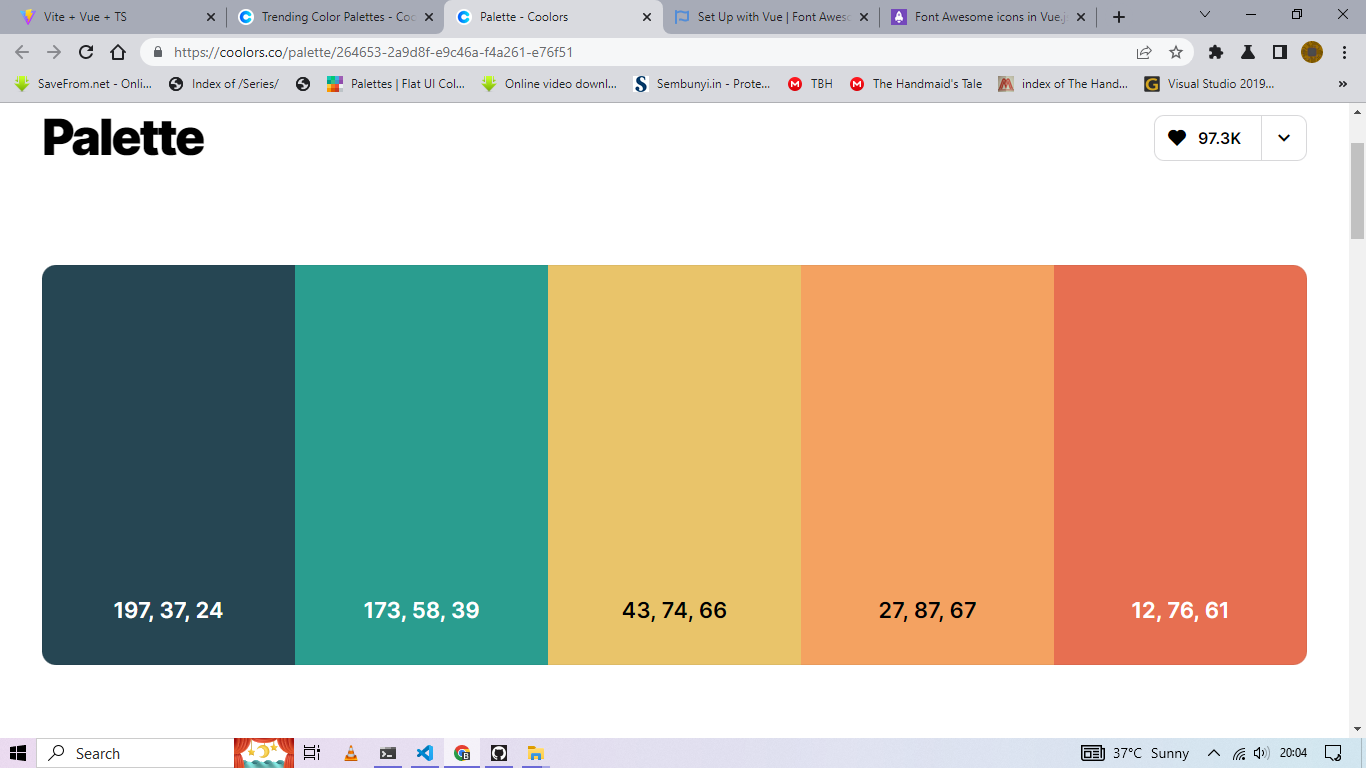 Vite + Vue + TS
Trending Color Palettes - Coo
Palette - Coolors
Set Up with Vue | Font Aweso
Font Awesome icons in Vue.js
https://coolors.co/palette/264653-2a9d8f-e9c46a-f4a261-e76f51
SaveFrom.net - Onli...
Index of /Series/
Palettes | Flat UI Col...
Online video downl...
Sembunyi.in - Prote...
TBH
The Handmaid's Tale
index of The Hand...
Visual Studio 2019...
»
Palette
97.3K
197, 37, 24
173, 58, 39
43, 74, 66
27, 87, 67
12, 76, 61
Search
37°C Sunny
20:04